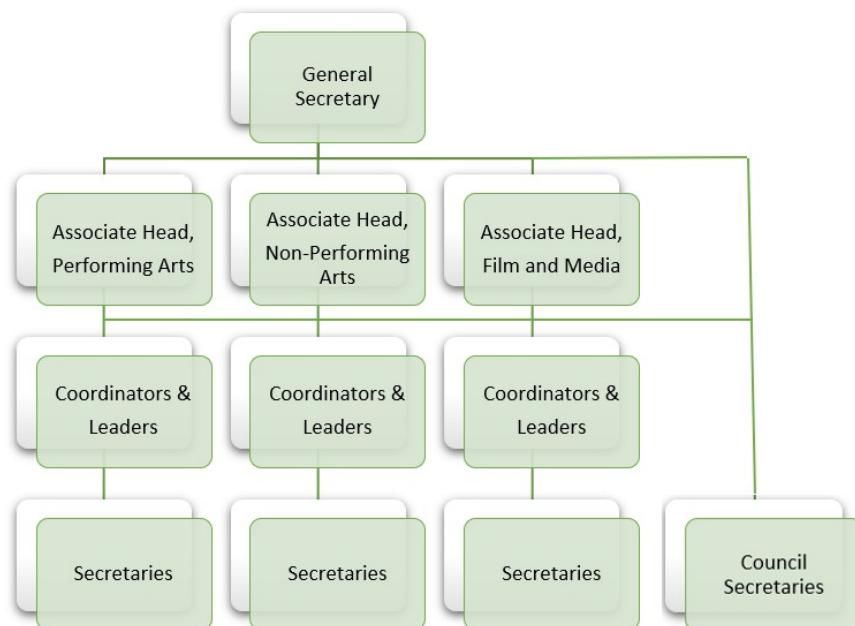 General
Secretary
Associate Head,
Performing Arts
Associate Head,
Non-Performing
Arts
Associate Head,
Film and Media
Coordinators &
Leaders
Coordinators &
Leaders
Coordinators &
Leaders
Secretaries
Secretaries
Secretaries
Council
Secretaries